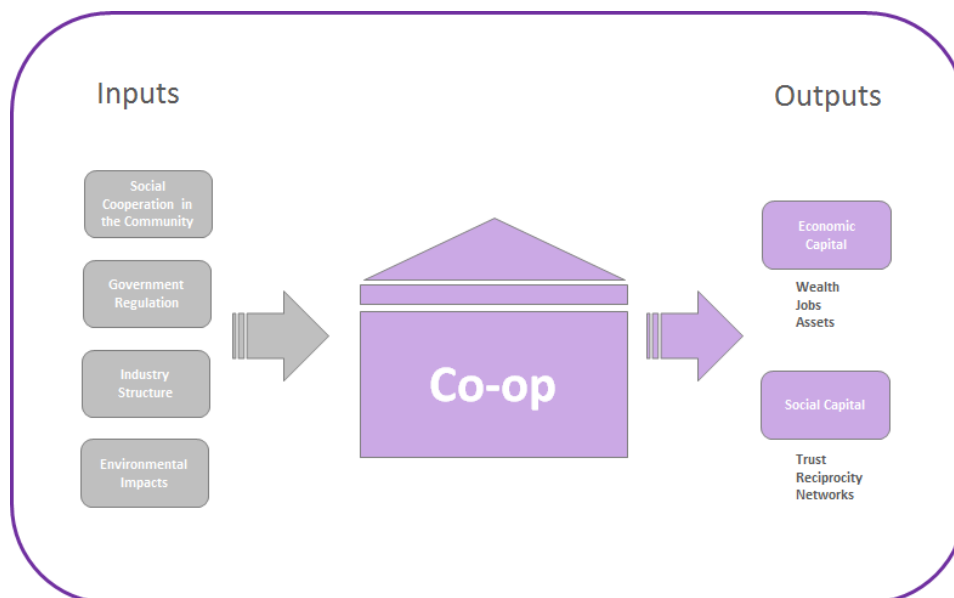 Inputs
Outputs
Social
Cooperation in
the Community
Government
Regulation
Industry
Structure
Environmental
Impacts
Co-op
Economic
Capital
Wealth
Jobs
Assets
Social Capital
Trust
Reciprocity
Networks